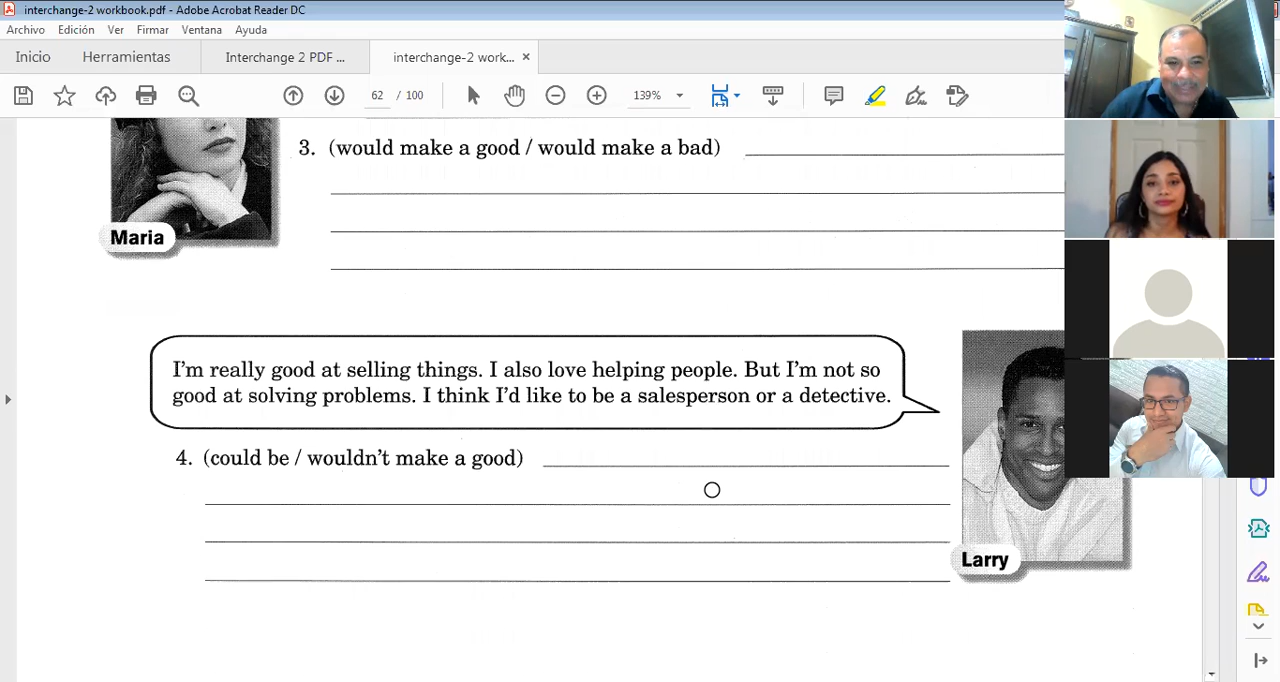 interchange-2 workbook.pdf - Adobe Acrobat Reader DC
Archivo Edición Ver Firmar Ventana Ayuda
Inicio Herramientas Interchange 2 PDF ... interchange-2 work... ×
62 / 100 139%
3. (would make a good / would make a bad)
Maria
I'm really good at selling things. I also love helping people. But I'm not so
good at solving problems. I think I'd like to be a salesperson or a detective.
4. (could be / wouldn't make a good)
Larry